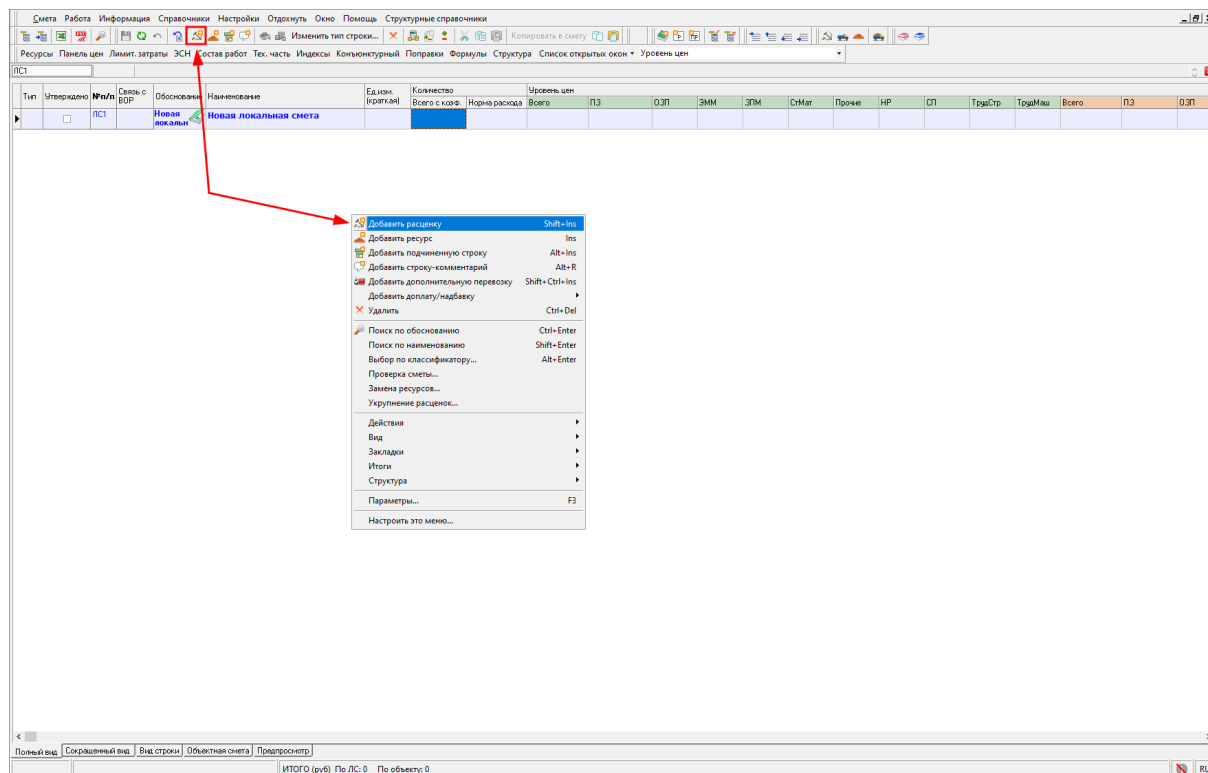 Смета Работа Информация Справочники Настройки Отдохнуть Окно Помощь Структурные справочники
Изменить тип строки... Копировать в смету
Ресурсы Панель цен Лимит. затраты ЭСН Состав работ Тех. часть Индексы Конъюнктурный Поправки Формулы Структура Список открытых окон Уровень цен
ЛС1
Тип Утверждено №п/п Связь с ВОР Обоснование Наименование Ед.изм. (краткая) Количество Уровень цен
Всего с коэф. Норма расхода Всего ПЗ ОЗП ЭММ ЗПМ СтМат Прочие НР СП ТрудСтр ТрудМаш Всего ПЗ ОЗП
ЛС1 Новая локальн Новая локальная смета
Добавить расценку Shift+Ins
Добавить ресурс Ins
Добавить подчиненную строку Alt+Ins
Добавить строку-комментарий Alt+R
Добавить дополнительную перевозку Shift+Ctrl+Ins
Добавить доплату/надбавку
Удалить Ctrl+Del
Поиск по обоснованию Ctrl+Enter
Поиск по наименованию Shift+Enter
Выбор по классификатору... Alt+Enter
Проверка сметы...
Замена ресурсов...
Укрупнение расценок...
Действия
Вид
Закладки
Итоги
Структура
Параметры... F3
Настроить это меню...
Полный вид Сокращенный вид Вид строки Объектная смета Предпросмотр
ИТОГО (руб) По ЛС: 0 По объекту: 0
RU